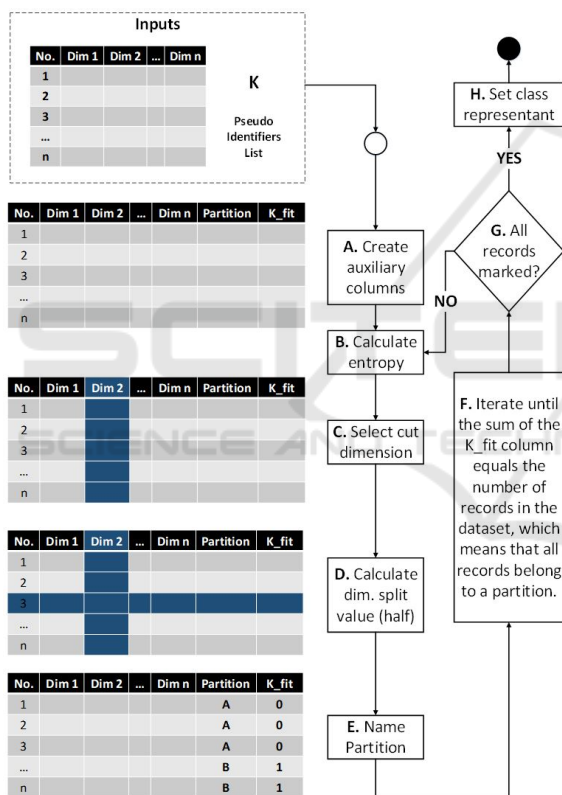 Inputs
No. Dim 1 Dim 2 ... Dim n
1
2
3
...
n
K
Pseudo
Identifiers
List
No. Dim 1 Dim 2 ... Dim n Partition K_fit
1
2
3
...
n
No. Dim 1 Dim 2 ... Dim n Partition K_fit
1
2
3
...
n
No. Dim 1 Dim 2 ... Dim n Partition K_fit
1
2
3
...
n
No. Dim 1 Dim 2 ... Dim n Partition K_fit
1 A 0
2 A 0
3 A 0
... B 1
n B 1
A. Create
auxiliary
columns
B. Calculate
entropy
C. Select cut
dimension
D. Calculate
dim. split
value (half)
E. Name
Partition
F. Iterate until
the sum of the
K_fit column
equals the
number of
records in the
dataset, which
means that all
records belong
to a partition.
G. All
records
marked?
NO
YES
H. Set class
representant
SCITE
SCIENCE AND TECHN